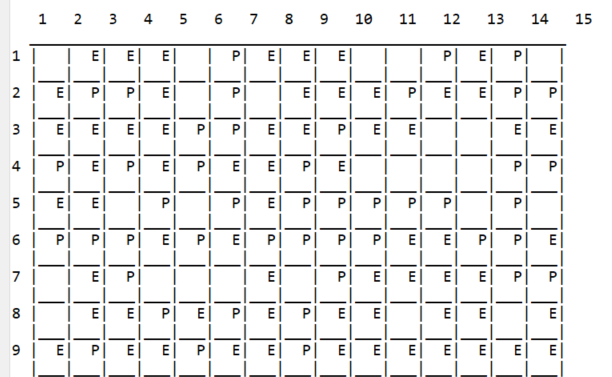 1 2 3 4 5 6 7 8 9 10 11 12 13 14 15
1 |   |  E|  E|  E|   |  P|  E|  E|  E|   |   |  P|  E|  P|   |
2 |  E|  P|  P|  E|   |  P|   |  E|  E|  E|  P|  E|  E|  P|  P|
3 |  E|  E|  E|  E|  P|  P|  E|  E|  P|  E|  E|   |   |  E|  E|
4 |  P|  E|  P|  E|  P|  E|  E|  P|  E|   |   |   |   |  P|  P|
5 |  E|  E|   |  P|   |  P|  E|  P|  P|  P|  P|  P|   |  P|   |
6 |  P|  P|  P|  E|  P|  E|  P|  P|  P|  P|  E|  E|  P|  P|  E|
7 |   |  E|  P|   |   |   |  E|   |  P|  E|  E|  E|  E|  P|  P|
8 |   |  E|  E|  P|  E|  P|  E|  P|  E|  E|   |  E|  E|   |  E|
9 |  E|  P|  E|  E|  P|  E|  E|  P|  E|  E|  E|  E|  E|  E|  E|